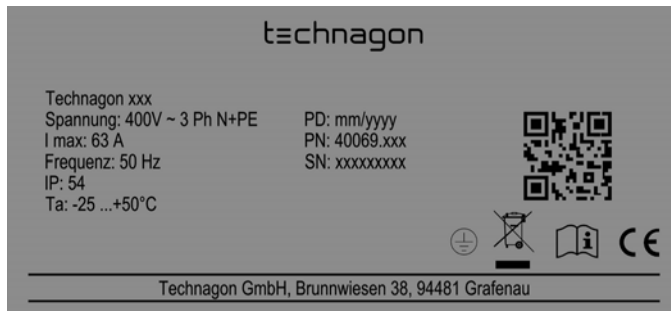 technagon
Technagon xxx
Spannung: 400V ~ 3 Ph N+PE
I max: 63 A
Frequenz: 50 Hz
IP: 54
Ta: -25 ...+50°C
PD: mm/yyyy
PN: 40069.xxx
SN: xxxxxxxxx
CE
Technagon GmbH, Brunnwiesen 38, 94481 Grafenau